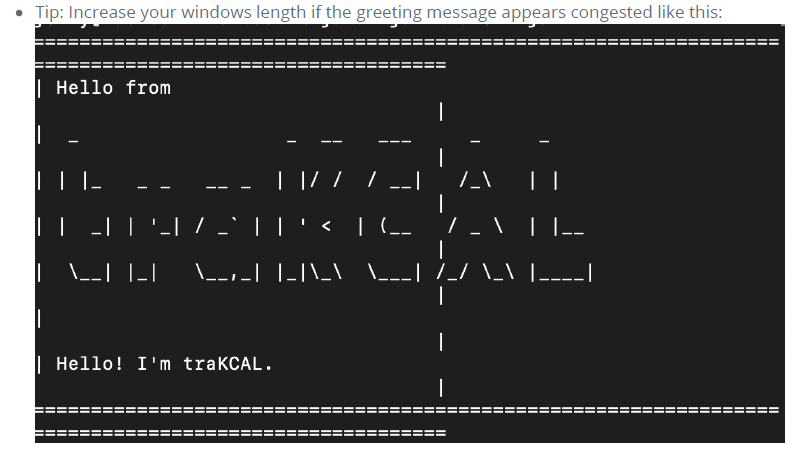 • Tip: Increase your windows length if the greeting message appears congested like this:
===========================================================================
==================================
| Hello from
                                         |
|   _                    _  __   ___      _     _
                                         |
| | |_   _ _   __ _  | |/ /  / __|    /_\   | |
                                         |
| |  _| | '_| / _` | | ' <  | (__    / _ \  | |__
                                         |
|  \__| |_|   \__,_| |_|\_\  \___| /_/ \_\ |____|
                                         |
|
                                         |
| Hello! I'm traKCAL.
                                         |
===========================================================================
==================================